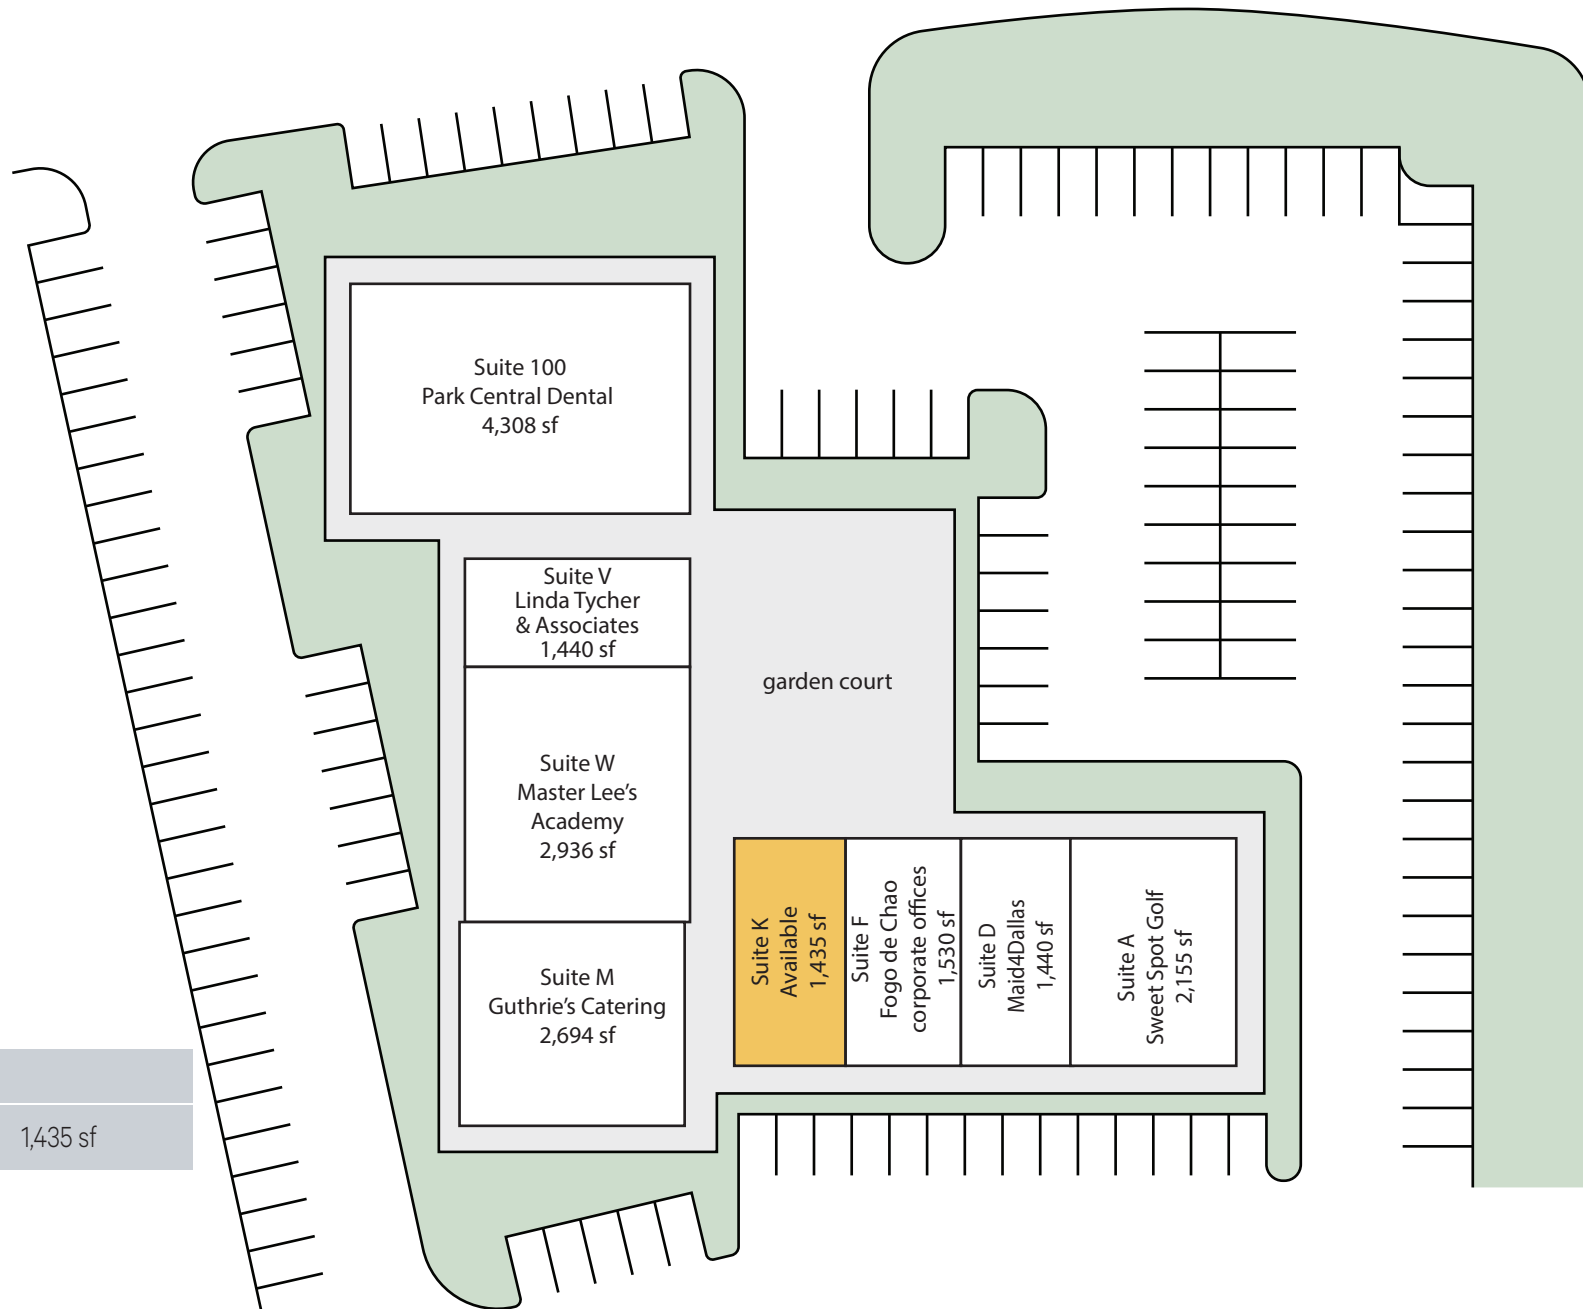 Suite 100
Park Central Dental
4,308 sf
Suite V
Linda Tycher
& Associates
1,440 sf
garden court
Suite W
Master Lee's
Academy
2,936 sf
Suite K
Available
1,435 sf
Suite F
Fogo de Chao
corporate offices
1,530 sf
Suite D
Maid4Dallas
1,440 sf
Suite A
Sweet Spot Golf
2,155 sf
Suite M
Guthrie's Catering
2,694 sf
1,435 sf